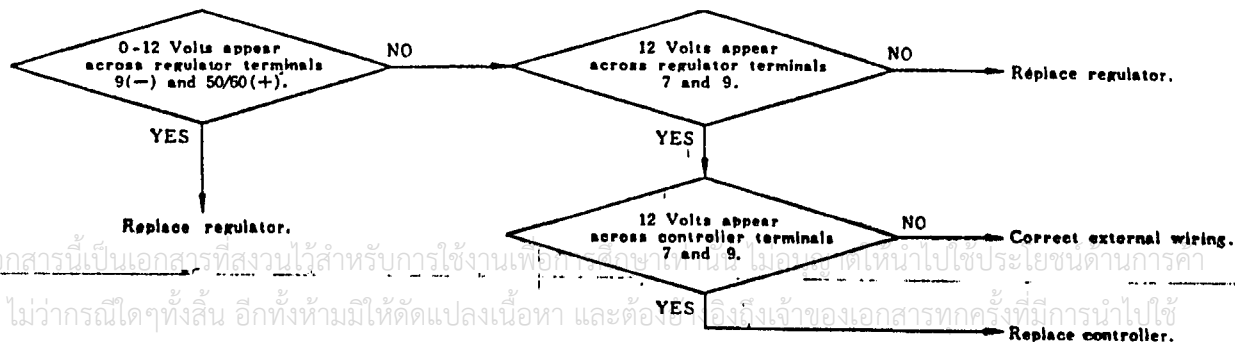 0-12 Volts appear
across regulator terminals
9(-) and 50/60(+).
NO
12 Volts appear
across regulator terminals
7 and 9.
NO
Replace regulator.
YES
YES
Replace regulator.
12 Volts appear
across controller terminals
7 and 9.
NO
Correct external wiring.
เอกสารนี้เป็นเอกสารที่สงวนไว้สำหรับการใช้งานเพื่อการศึกษาเท่านั้น ไม่อนุญาตให้นำไปใช้ประโยชน์ด้านการค้า
YES
ไม่ว่ากรณีใดๆทั้งสิ้น อีกทั้งห้ามมิให้ดัดแปลงเนื้อหา และต้องอ้างอิงถึงเจ้าของเอกสารทุกครั้งที่มีการนำไปใช้
Replace controller.